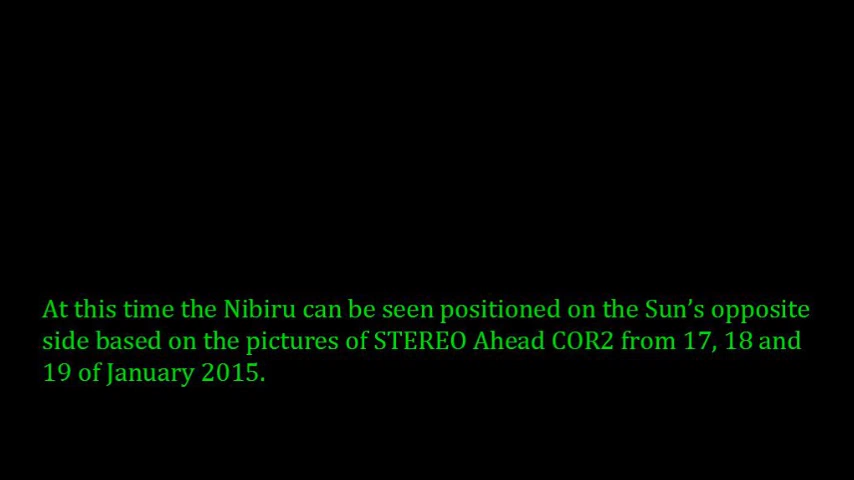 At this time the Nibiru can be seen positioned on the Sun’s opposite
side based on the pictures of STEREO Ahead COR2 from 17, 18 and
19 of January 2015.